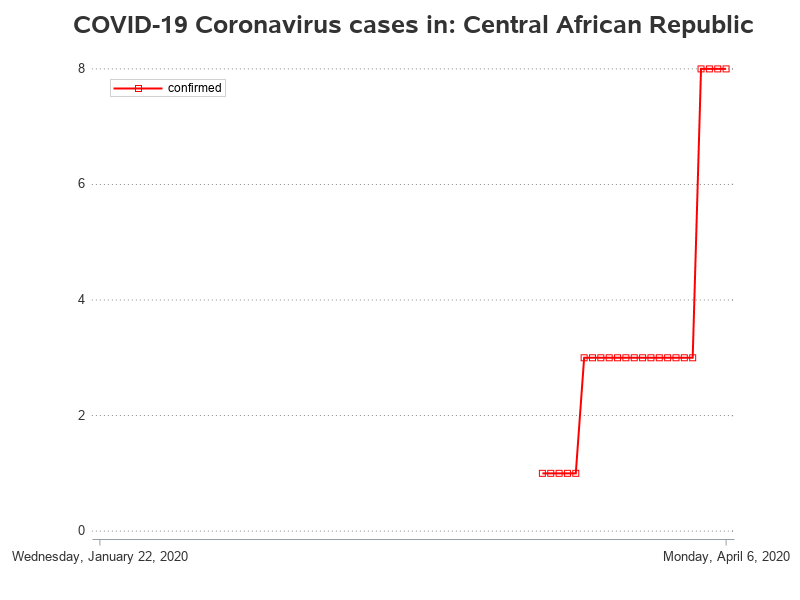 COVID-19 Coronavirus cases in: Central African Republic
8
confirmed
6
4
2
0
Wednesday, January 22, 2020 Monday, April 6, 2020